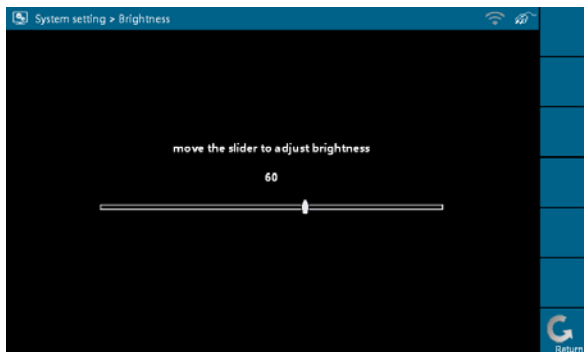 System setting > Brightness
move the slider to adjust brightness
60
Return